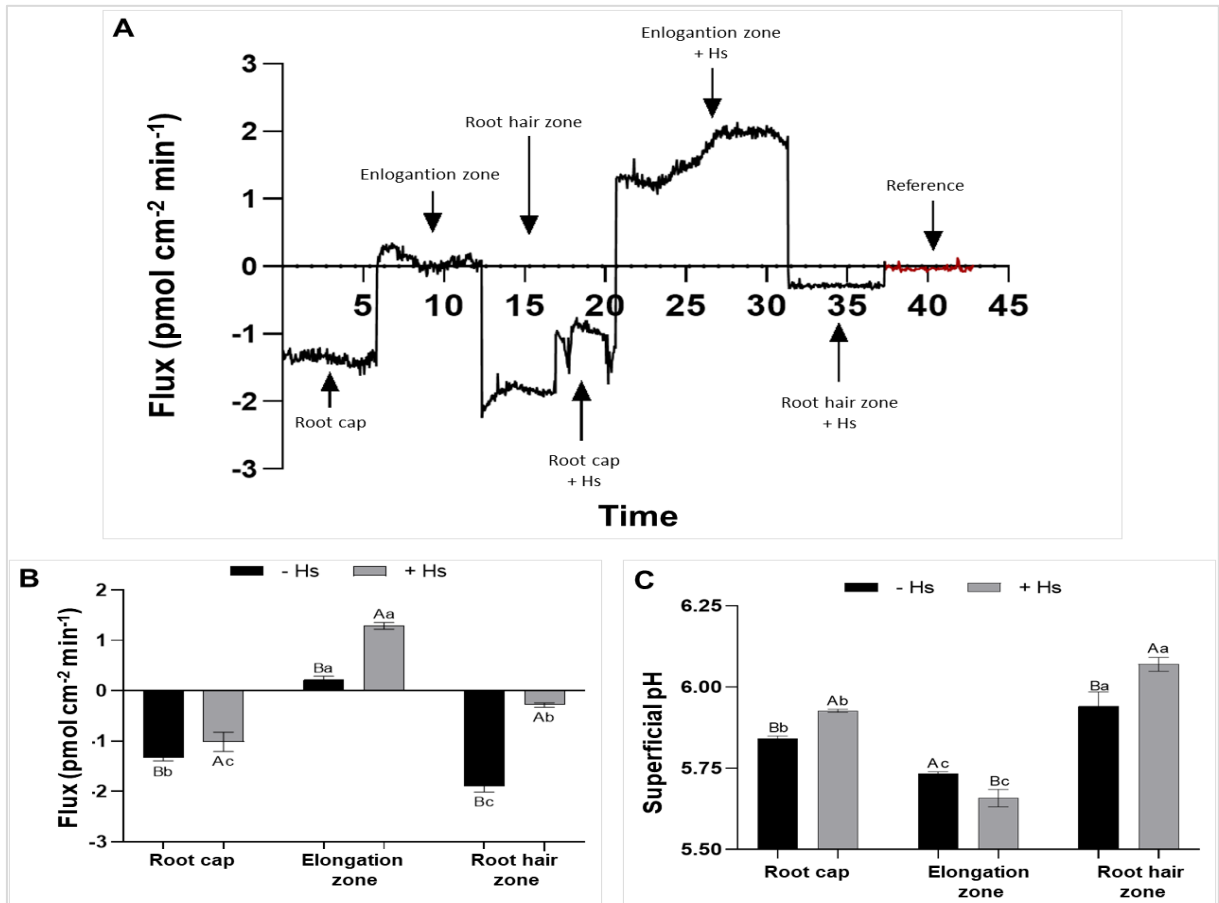 A
Enlogantion zone
+ Hs
Root hair zone
Enlogantion zone
Reference
3
2
1
0
-1
-2
-3
5 10 15 20 25 30 35 40 45
Flux (pmol cm⁻² min⁻¹)
Root cap
Root cap
+ Hs
Root hair zone
+ Hs
Time
B
- Hs + Hs
2
1
0
-1
-2
-3
Flux (pmol cm⁻² min⁻¹)
Bb
Ac
Ba
Aa
Bc
Ab
Root cap
Elongation
zone
Root hair
zone
C
- Hs + Hs
6.25
6.00
5.75
5.50
Superficial pH
Bb
Ab
Ac
Bc
Ba
Aa
Root cap
Elongation
zone
Root hair
zone